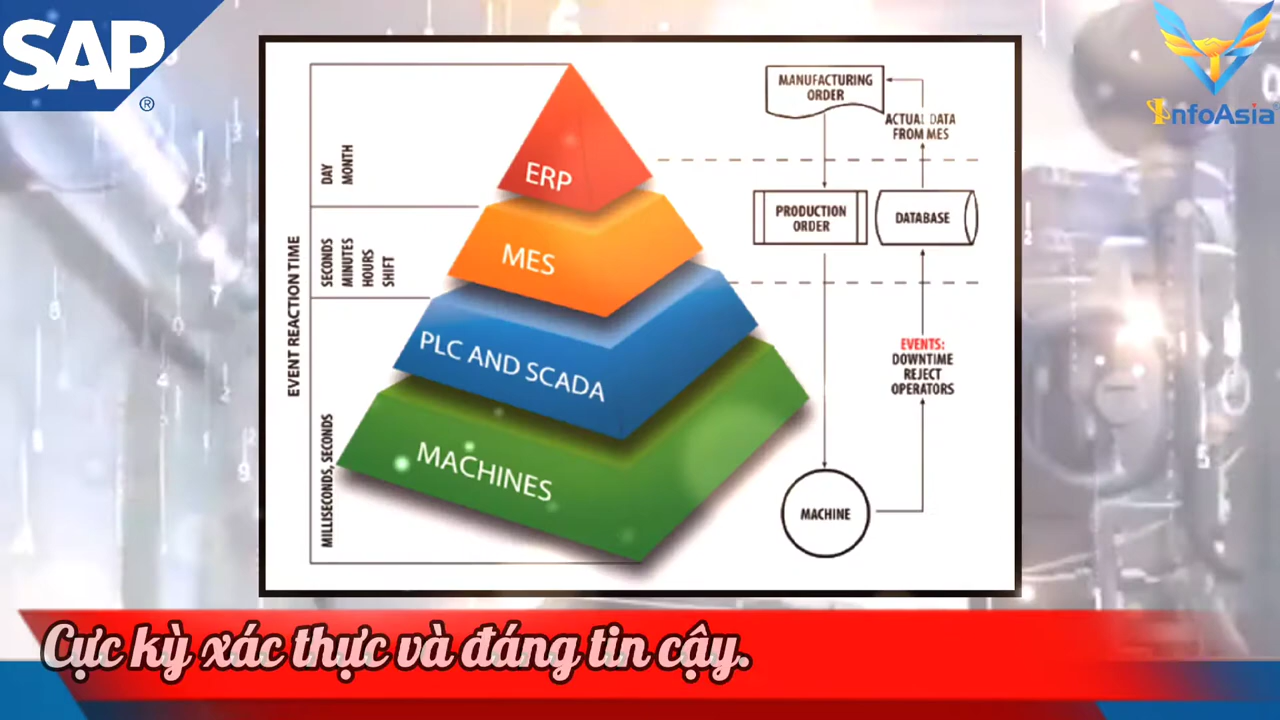 SAP
®
InfoAsia
EVENT REACTION TIME
DAY
MONTH
SECONDS
MINUTES
HOURS
SHIFT
MILLISECONDS, SECONDS
ERP
MES
PLC AND SCADA
MACHINES
MANUFACTURING
ORDER
ACTUAL DATA
FROM MES
PRODUCTION
ORDER
DATABASE
EVENTS:
DOWNTIME
REJECT
OPERATORS
MACHINE
Cực kỳ xác thực và đáng tin cậy.